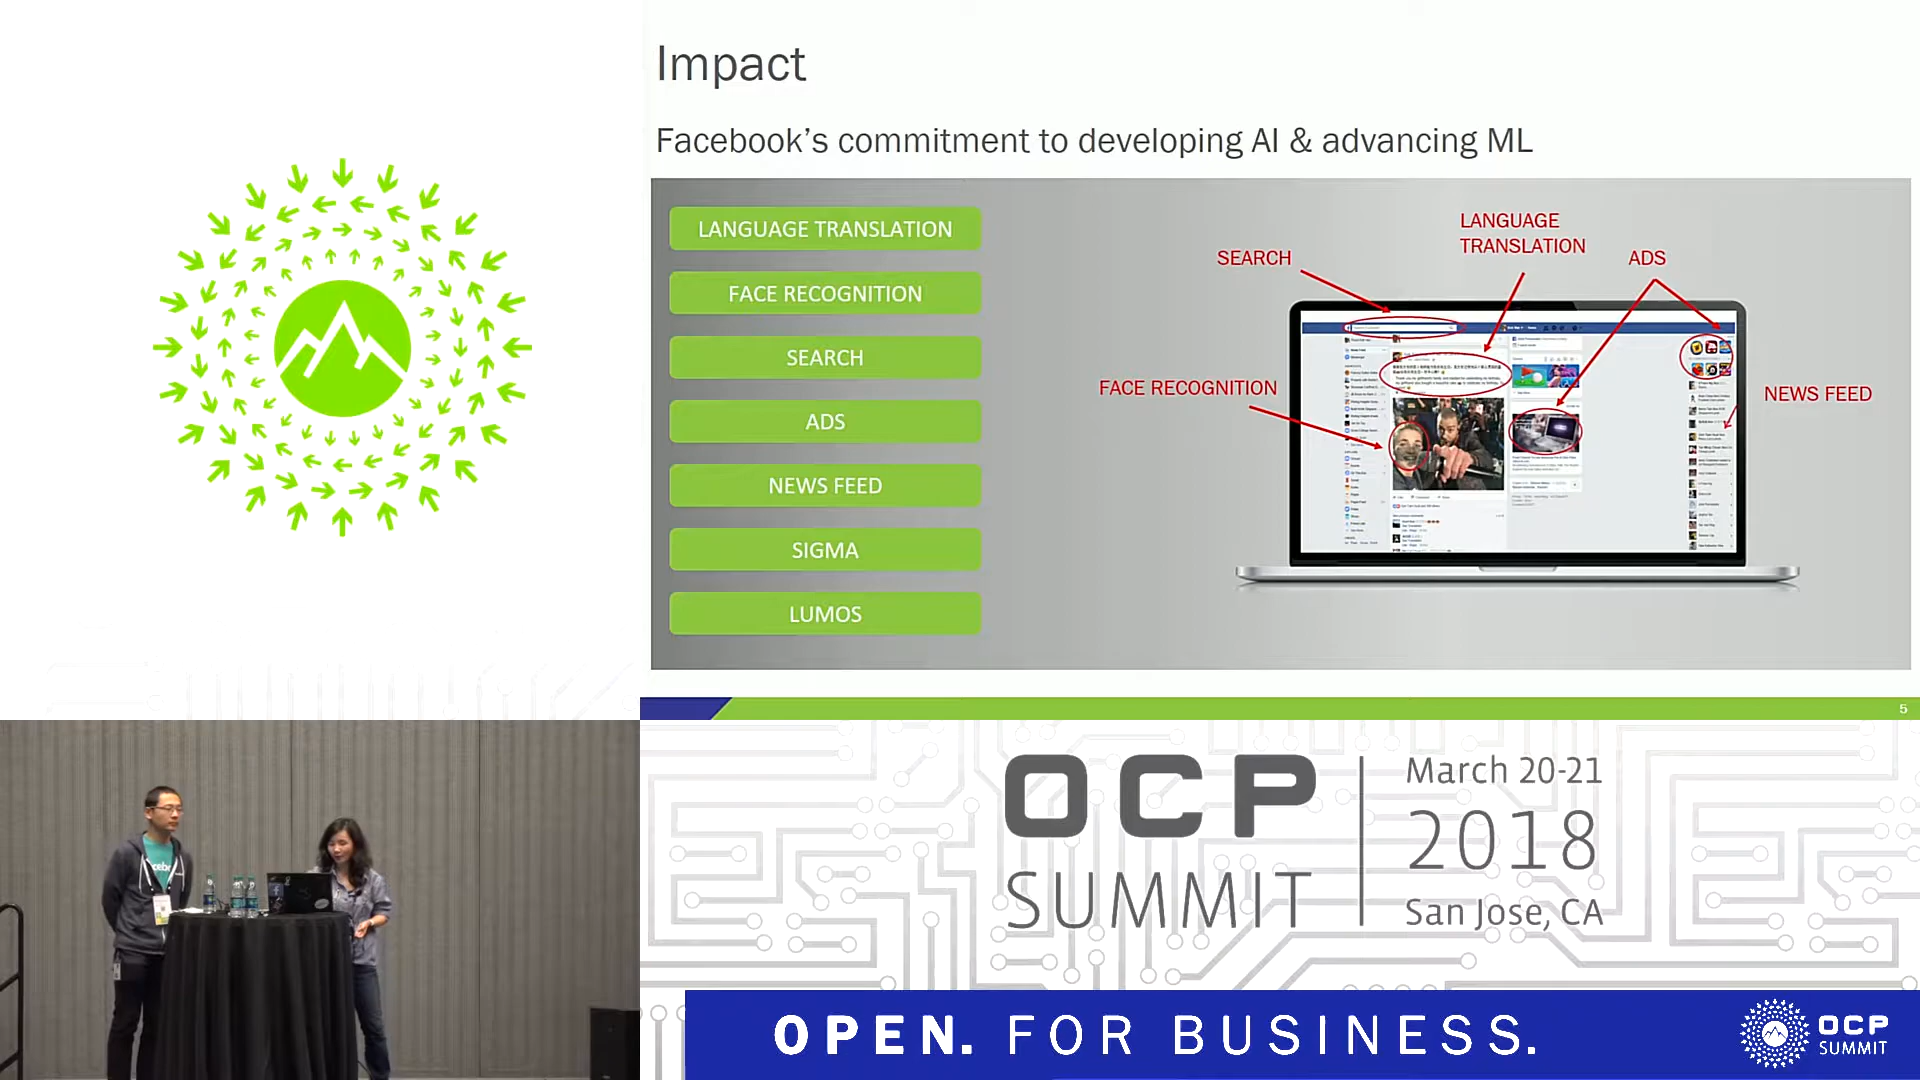 Impact
Facebook's commitment to developing AI & advancing ML
LANGUAGE TRANSLATION
FACE RECOGNITION
SEARCH
ADS
NEWS FEED
SIGMA
LUMOS
SEARCH
LANGUAGE
TRANSLATION
ADS
FACE RECOGNITION
NEWS FEED
5
OCP
SUMMIT
March 20-21
2018
San Jose, CA
OPEN. FOR BUSINESS.
OCP
SUMMIT